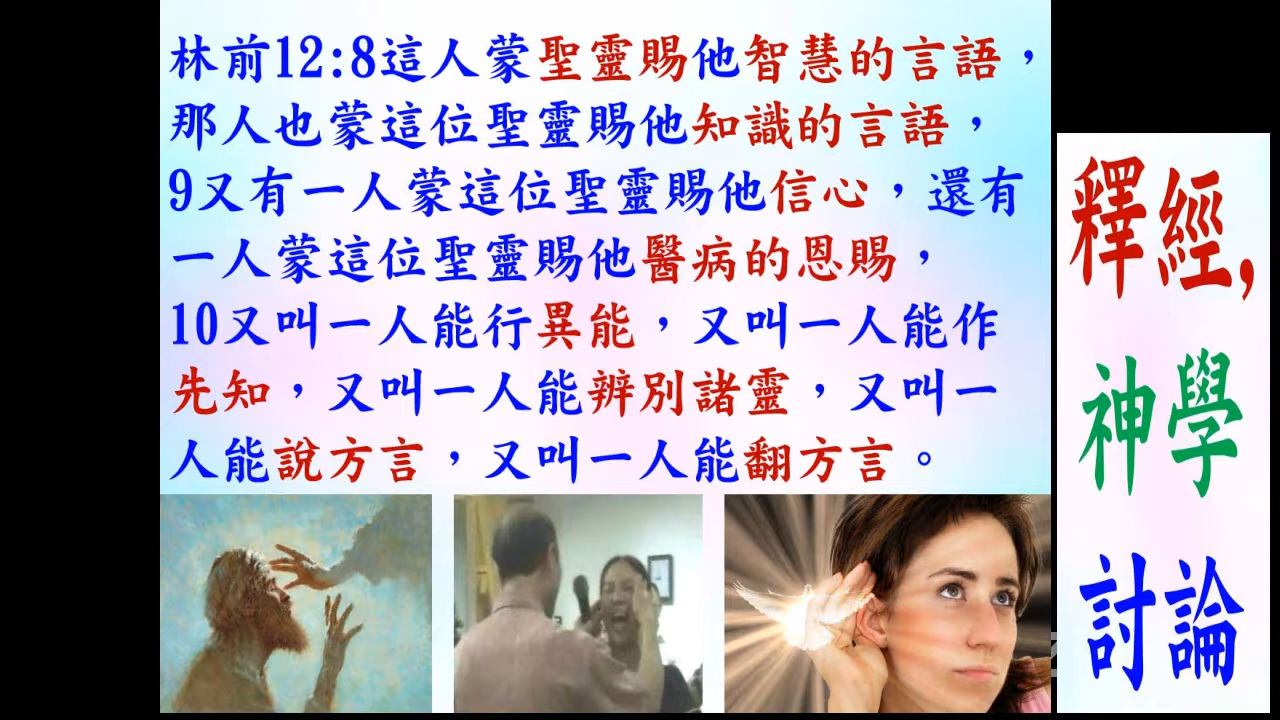 林前12:8這人蒙聖靈賜他智慧的言語，
那人也蒙這位聖靈賜他知識的言語，
9又有一人蒙這位聖靈賜他信心，還有
一人蒙這位聖靈賜他醫病的恩賜，
10又叫一人能行異能，又叫一人能作
先知，又叫一人能辨別諸靈，又叫一
人能說方言，又叫一人能翻方言。
釋經,
神學
討論